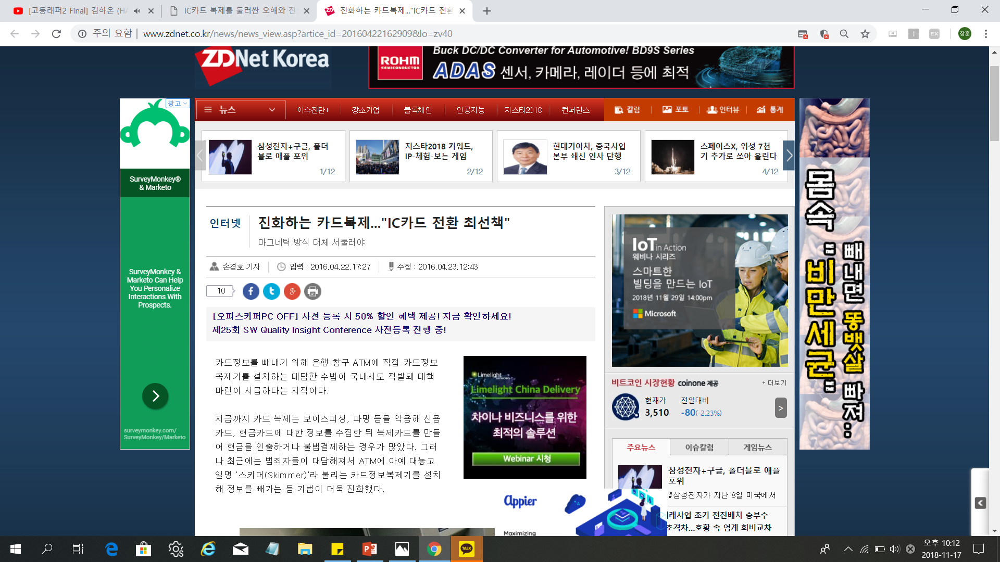 [고등래퍼2 Final] 김하온 (HA
IC카드 복제를 둘러싼 오해와 진
진화하는 카드복제..."IC카드 전환
주의 요함 | www.zdnet.co.kr/news/news_view.asp?artice_id=20160422162909&lo=zv40
장훈
ZDNet Korea
ROHM
SEMICONDUCTOR
Buck DC/DC Converter for Automotive! BD9S Series
ADAS 센서, 카메라, 레이더 등에 최적
광고
뉴스
이슈진단+
강소기업
블록체인
인공지능
지스타2018
컨퍼런스
칼럼
포토
인터뷰
통계
삼성전자+구글, 폴더
블로 애플 포위
1/12
지스타2018 키워드,
IP-체험-보는 게임
2/12
현대기아차, 중국사업
본부 쇄신 인사 단행
3/12
스페이스X, 위성 7천
기 추가로 쏘아 올린다
4/12
SurveyMonkey®
& Marketo
SurveyMonkey &
Marketo Can Help
You Personalize
Interactions With
Prospects.
surveymonkey.com/
SurveyMonkey/Marketo
인터넷
진화하는 카드복제..."IC카드 전환 최선책"
마그네틱 방식 대체 서둘러야
손경호 기자
입력 : 2016.04.22.17:27
수정 : 2016.04.23.12:43
10
[오피스키퍼PC OFF] 사전 등록 시 50% 할인 혜택 제공! 지금 확인하세요!
제25회 SW Quality Insight Conference 사전등록 진행 중!
카드정보를 빼내기 위해 은행 창구 ATM에 직접 카드정보
복제기를 설치하는 대담한 수법이 국내서도 적발돼 대책
마련이 시급하다는 지적이다.
지금까지 카드 복제는 보이스피싱, 파밍 등을 악용해 신용
카드, 현금카드에 대한 정보를 수집한 뒤 복제카드를 만들
어 현금을 인출하거나 불법결제하는 경우가 많았다. 그러
나 최근에는 범죄자들이 대담해져서 ATM에 아예 대놓고
일명 '스키머(Skimmer)'라 불리는 카드정보복제기를 설치
해 정보를 빼가는 등 기법이 더욱 진화했다.
Limelight
NETWORKS
Limelight China Delivery
차이나 비즈니스를 위한
최적의 솔루션
Webinar 시청
Appier
Maximizing
IoT in Action
웨비나 시리즈
스마트한
빌딩을 만드는 IoT
2018년 11월 29일 14:00pm
Microsoft
비트코인 시장현황 coinone 제공
+ 더보기
현재가
전일대비
3,510
-80(-2.23%)
주요뉴스
이슈칼럼
게임뉴스
삼성전자+구글, 폴더블로 애플
포위
#삼성전자가 지난 8일 미국에서
래사업 조기 전진배치 승부수
초격차...호황 속 업계 희비교차
몸속
"비만세균"
빼내면 똥뱃살 빠져..
TALK
오후 10:12
2018-11-17